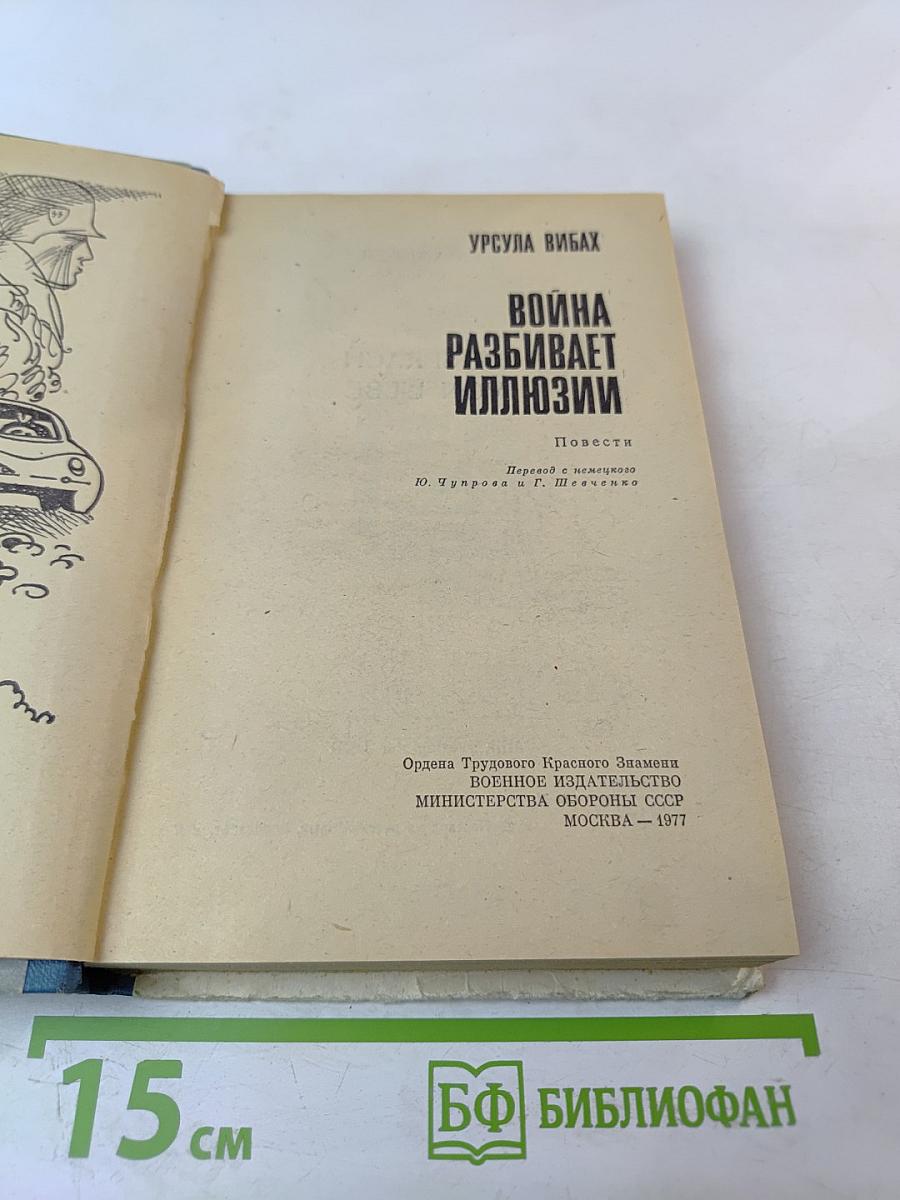 УРСУЛА ВИБАХ
ВОЙНА
РАЗБИВАЕТ
ИЛЛЮЗИИ
Повести
Перевод с немецкого
Ю. Чупрова и Г. Шевченко
Ордена Трудового Красного Знамени
ВОЕННОЕ ИЗДАТЕЛЬСТВО
МИНИСТЕРСТВА ОБОРОНЫ СССР
МОСКВА — 1977
15 см
БФ БИБЛИОФАН